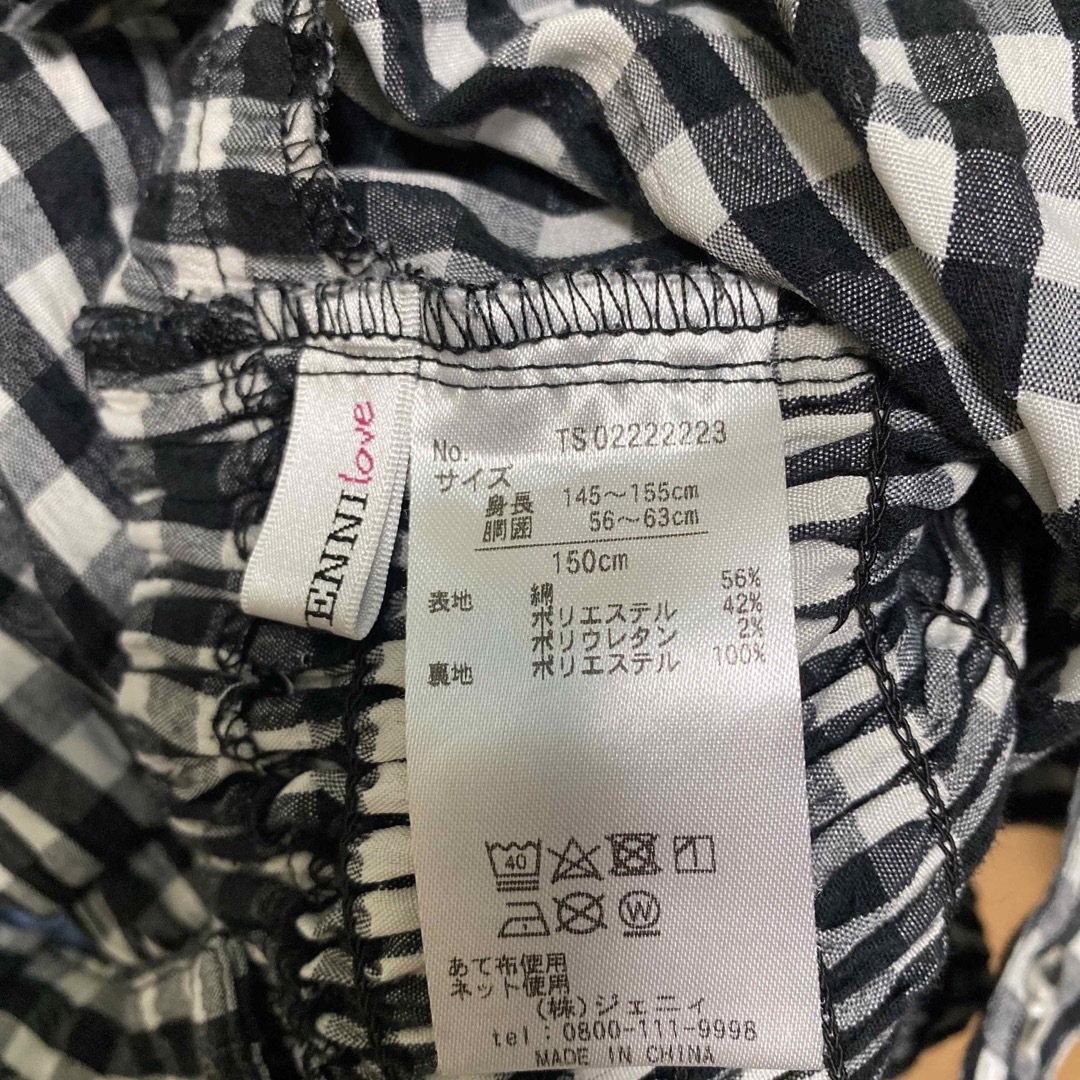 ENNI love
No. TS02222223
サイズ
身長 145～155cm
胴囲 56～63cm
150cm
表地 綿 56%
ポリエステル 42%
ポリウレタン 2%
裏地 ポリエステル 100%
40
W
あて布使用
ネット使用
(株)ジェニィ
tel：0800-111-9998
MADE IN CHINA